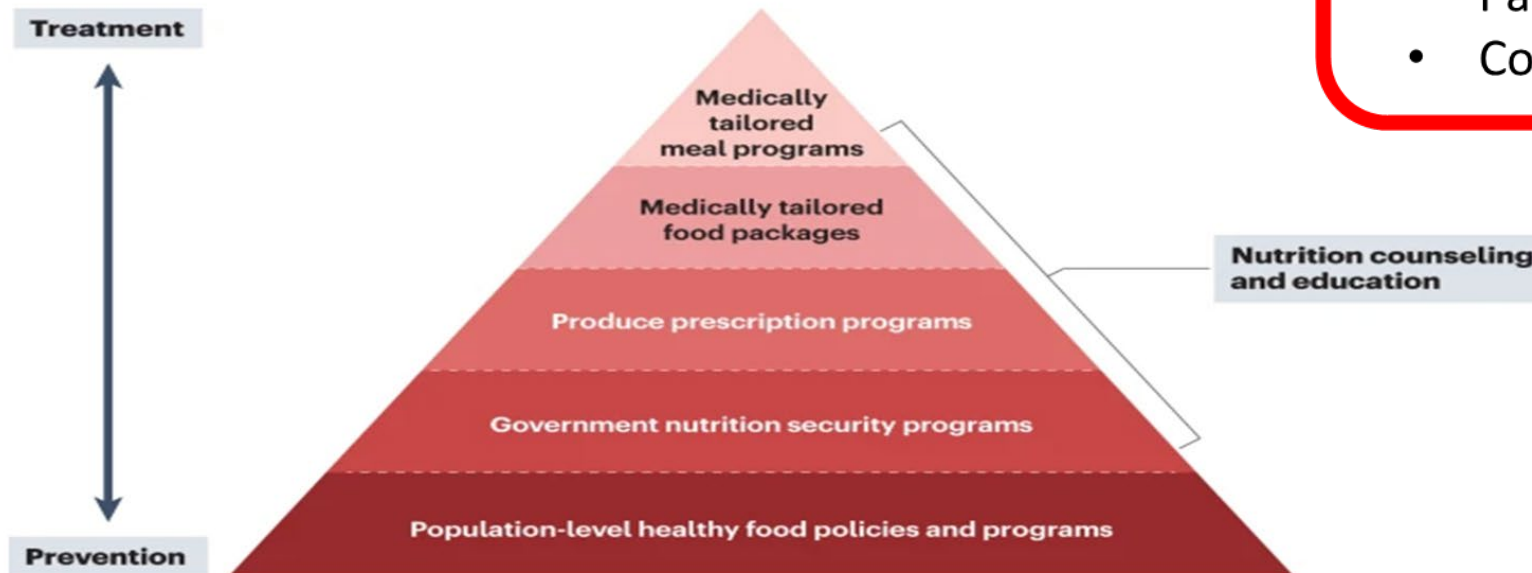 Treatment
• Co
Medically
tailored
meal programs
Medically tailored
food packages
Nutrition counseling
and education
Produce prescription programs
Government nutrition security programs
Population-level healthy food policies and programs
Prevention